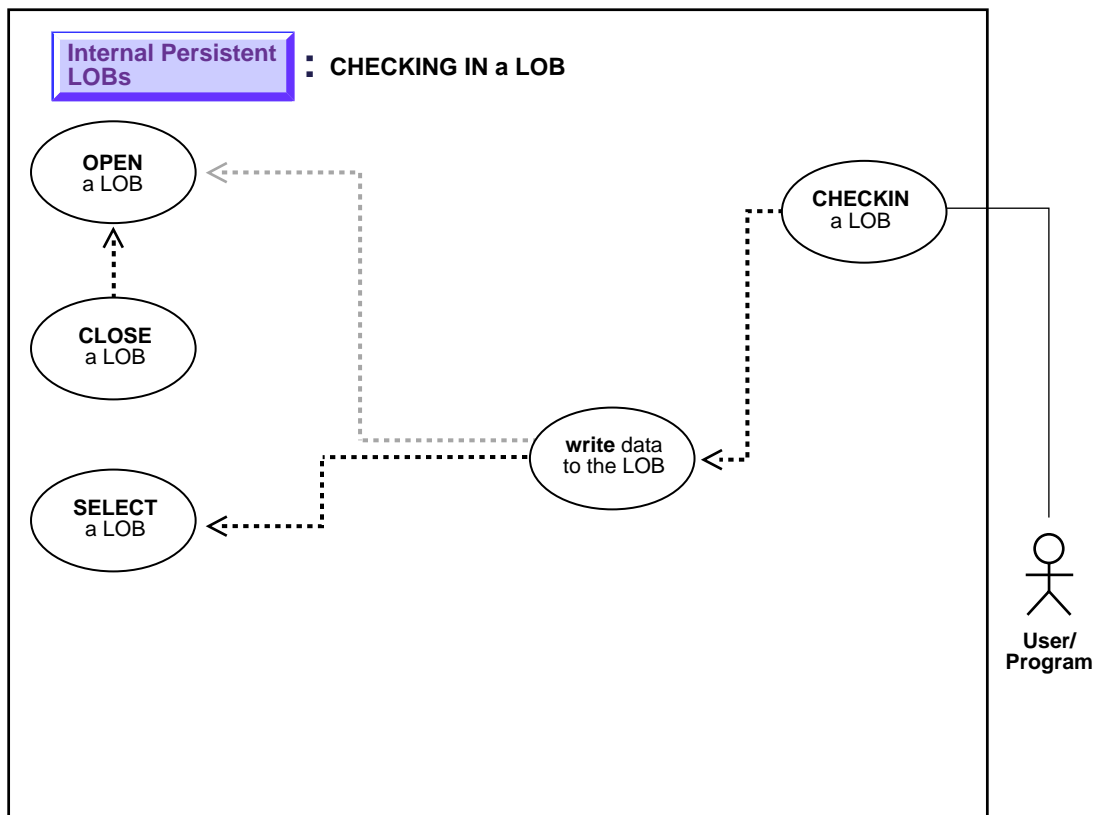 Internal Persistent
LOBs
: CHECKING IN a LOB
OPEN
a LOB
CHECKIN
a LOB
CLOSE
a LOB
write data
to the LOB
SELECT
a LOB
User/
Program